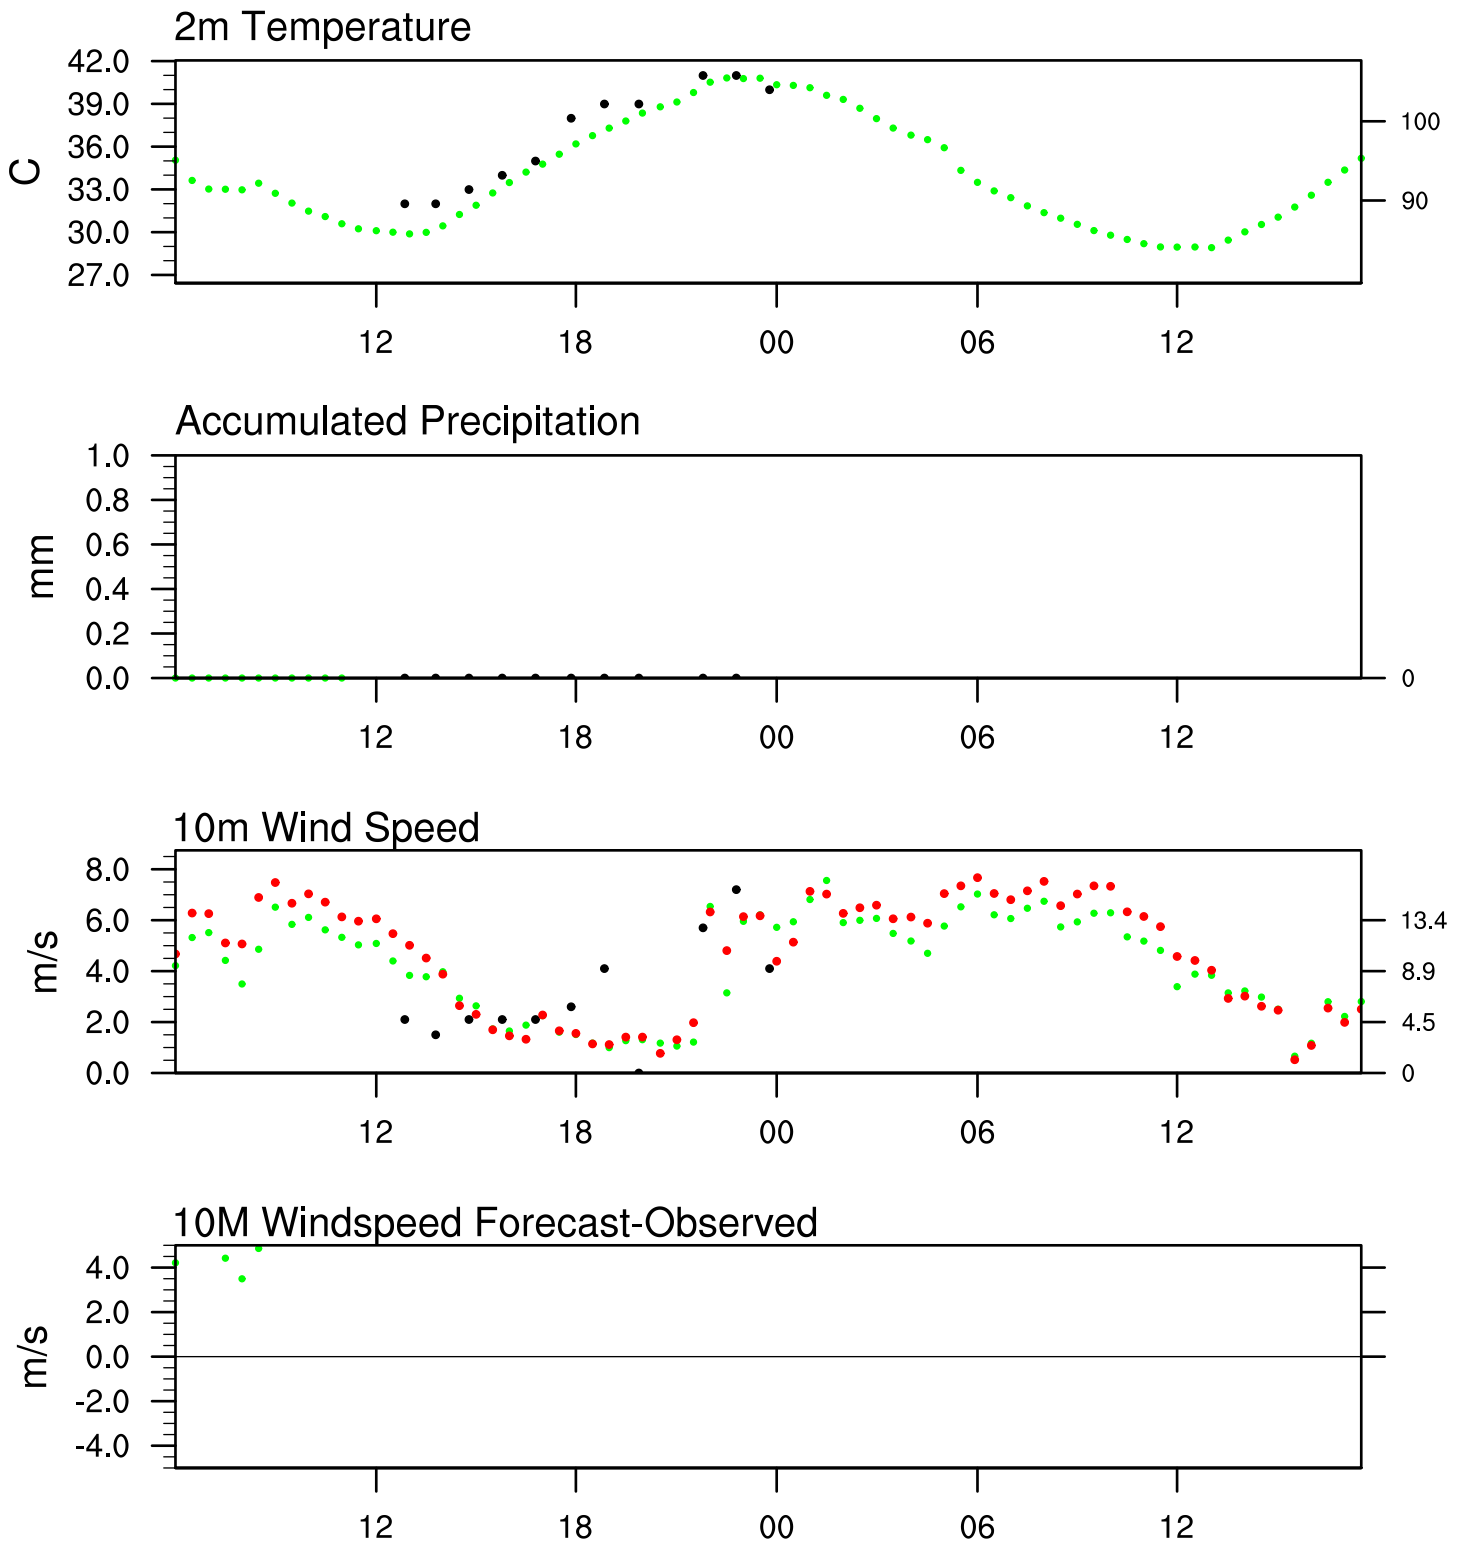 2m Temperature
42.0
39.0
36.0
33.0
30.0
27.0
C
100
90
12 18 00 06 12
Accumulated Precipitation
1.0
0.8
0.6
0.4
0.2
0.0
mm
0
12 18 00 06 12
10m Wind Speed
8.0
6.0
4.0
2.0
0.0
m/s
13.4
8.9
4.5
0
12 18 00 06 12
10M Windspeed Forecast-Observed
4.0
2.0
0.0
-2.0
-4.0
m/s
12 18 00 06 12